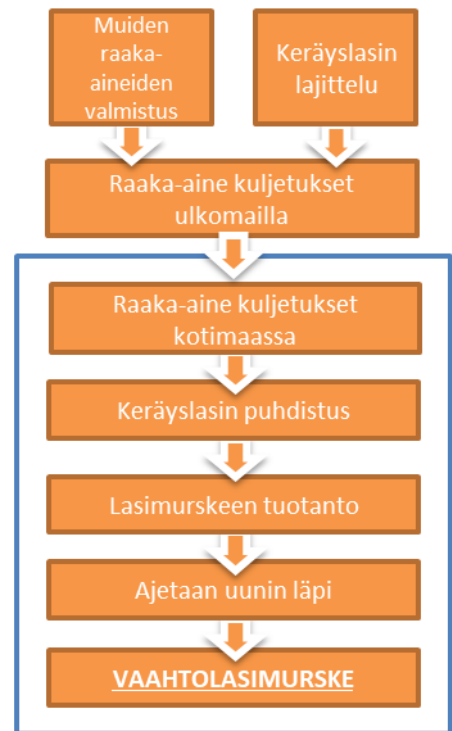 Muiden
raaka-
aineiden
valmistus
Keräyslasin
lajittelu
Raaka-aine kuljetukset
ulkomailla
Raaka-aine kuljetukset
kotimaassa
Keräyslasin puhdistus
Lasimurskeen tuotanto
Ajetaan uunin läpi
VAAHTOLASIMURSKE